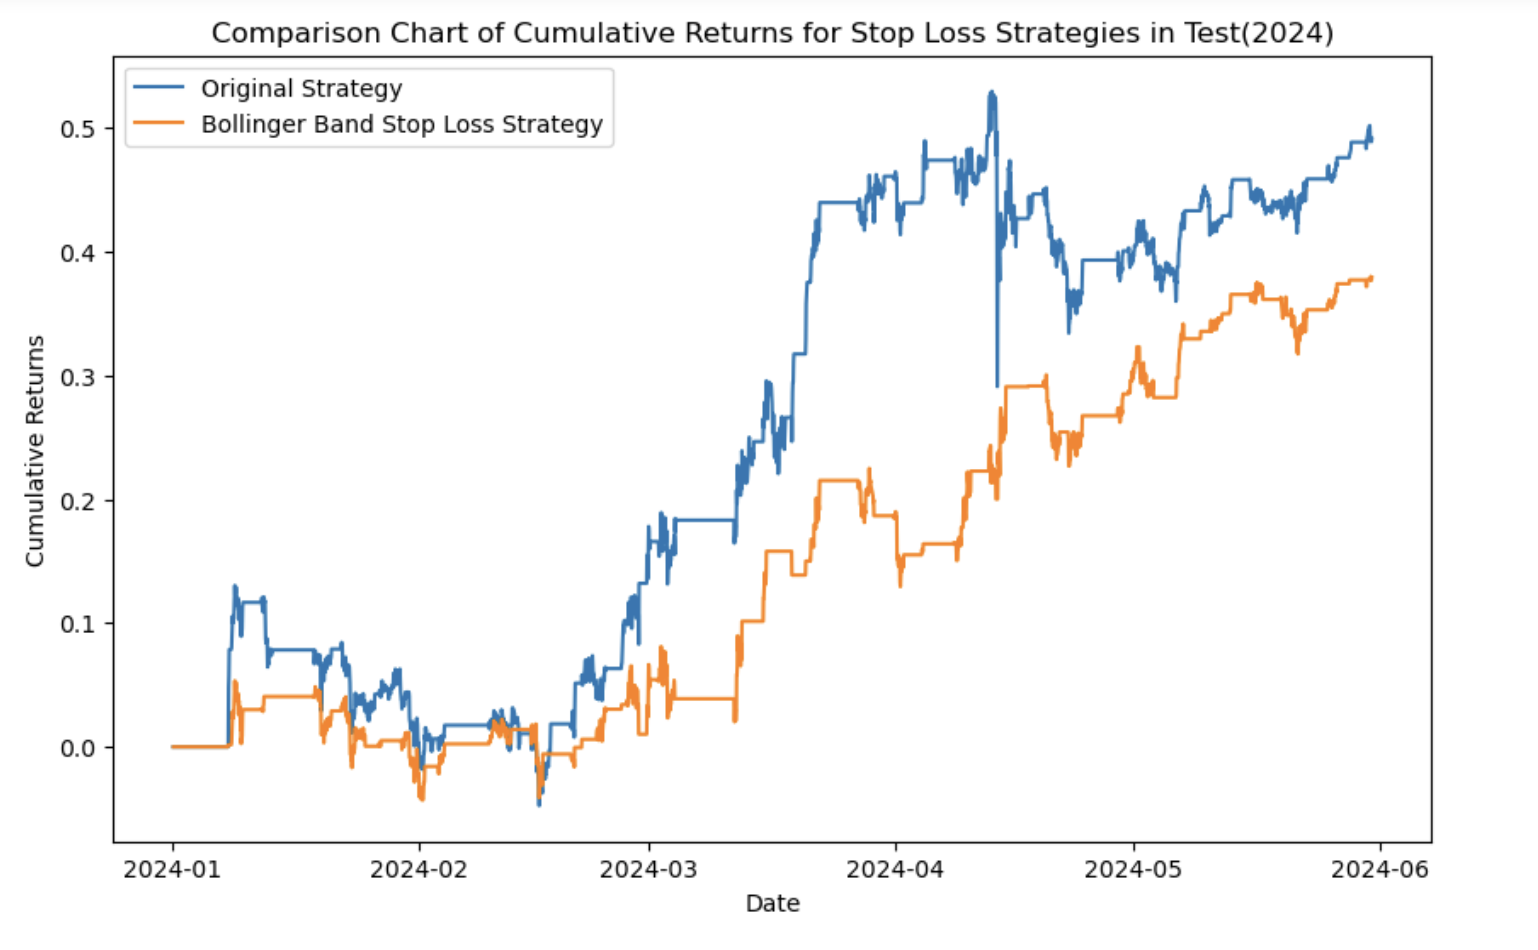 Comparison Chart of Cumulative Returns for Stop Loss Strategies in Test(2024)
Original Strategy
Bollinger Band Stop Loss Strategy
Cumulative Returns
0.5
0.4
0.3
0.2
0.1
0.0
2024-01 2024-02 2024-03 2024-04 2024-05 2024-06
Date